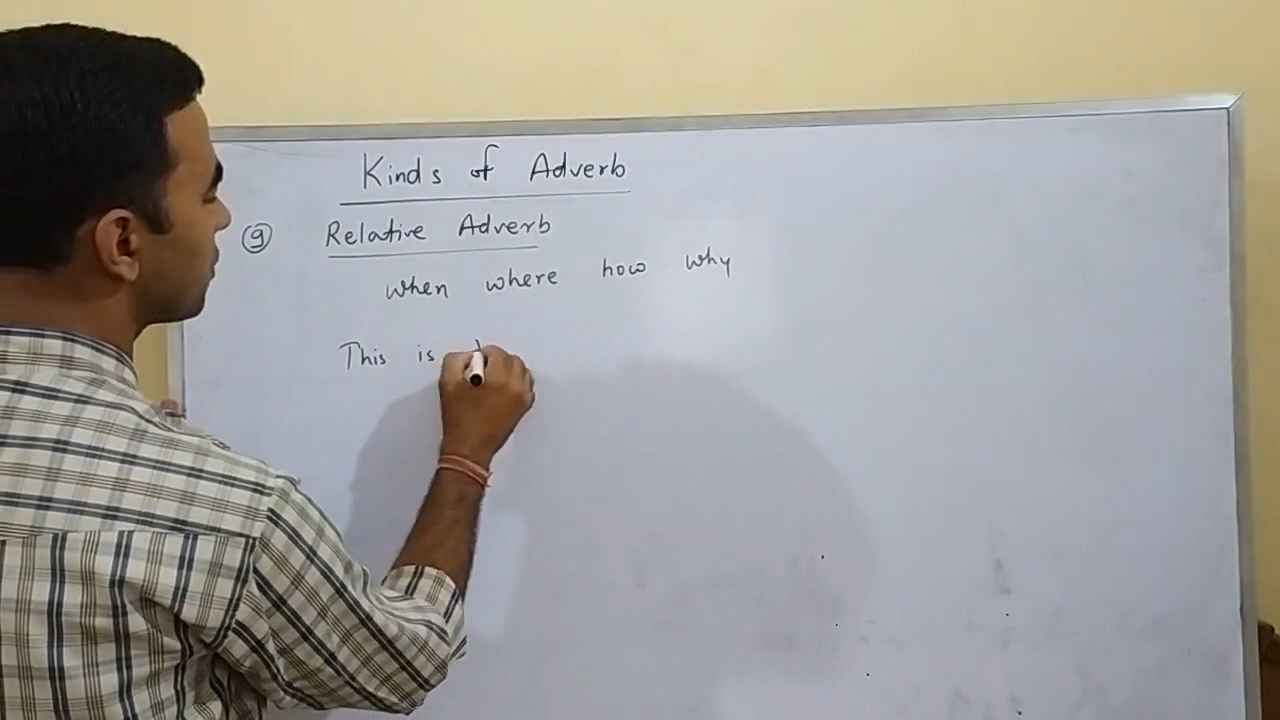 Kinds of Adverb
9 Relative Adverb
when where how why
This is